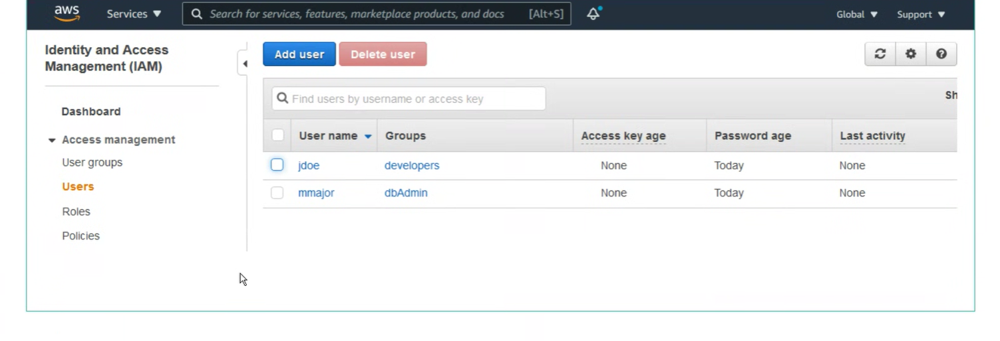 aws Services Search for services, features, marketplace products, and docs [Alt+S] Global Support
Identity and Access
Management (IAM)
Dashboard
Access management
User groups
Users
Roles
Policies
Add user Delete user
Find users by username or access key
Sh
User name Groups Access key age Password age Last activity
jdoe developers None Today None
mmajor dbAdmin None Today None